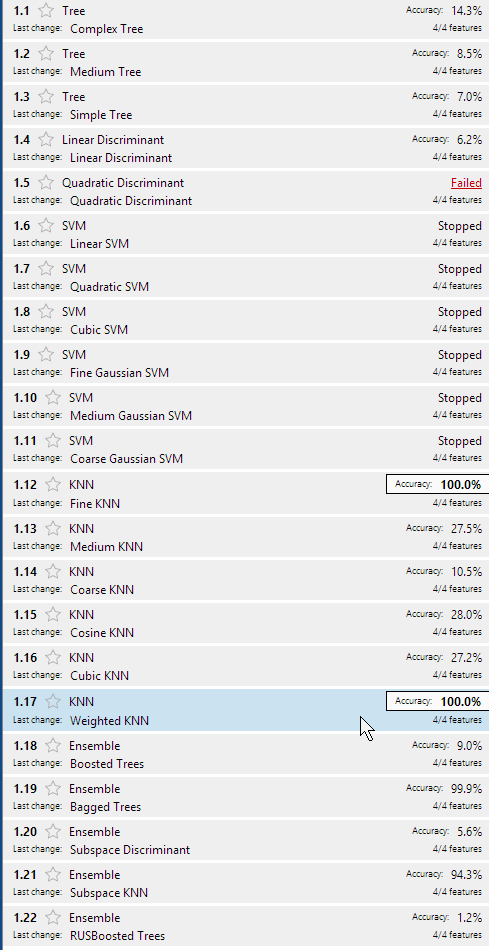 1.1 Tree Accuracy: 14.3%
Last change: Complex Tree 4/4 features
1.2 Tree Accuracy: 8.5%
Last change: Medium Tree 4/4 features
1.3 Tree Accuracy: 7.0%
Last change: Simple Tree 4/4 features
1.4 Linear Discriminant Accuracy: 6.2%
Last change: Linear Discriminant 4/4 features
1.5 Quadratic Discriminant Failed
Last change: Quadratic Discriminant 4/4 features
1.6 SVM Stopped
Last change: Linear SVM 4/4 features
1.7 SVM Stopped
Last change: Quadratic SVM 4/4 features
1.8 SVM Stopped
Last change: Cubic SVM 4/4 features
1.9 SVM Stopped
Last change: Fine Gaussian SVM 4/4 features
1.10 SVM Stopped
Last change: Medium Gaussian SVM 4/4 features
1.11 SVM Stopped
Last change: Coarse Gaussian SVM 4/4 features
1.12 KNN Accuracy: 100.0%
Last change: Fine KNN 4/4 features
1.13 KNN Accuracy: 27.5%
Last change: Medium KNN 4/4 features
1.14 KNN Accuracy: 10.5%
Last change: Coarse KNN 4/4 features
1.15 KNN Accuracy: 28.0%
Last change: Cosine KNN 4/4 features
1.16 KNN Accuracy: 27.2%
Last change: Cubic KNN 4/4 features
1.17 KNN Accuracy: 100.0%
Last change: Weighted KNN 4/4 features
1.18 Ensemble Accuracy: 9.0%
Last change: Boosted Trees 4/4 features
1.19 Ensemble Accuracy: 99.9%
Last change: Bagged Trees 4/4 features
1.20 Ensemble Accuracy: 5.6%
Last change: Subspace Discriminant 4/4 features
1.21 Ensemble Accuracy: 94.3%
Last change: Subspace KNN 4/4 features
1.22 Ensemble Accuracy: 1.2%
Last change: RUSBoosted Trees 4/4 features